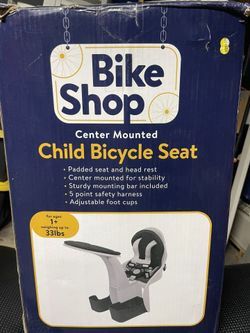 Bike
Shop
Center Mounted
Child Bicycle Seat
• Padded seat and head rest
• Center mounted for stability
• Sturdy mounting bar included
• 5 point safety harness
• Adjustable foot cups
for ages
1+
weighing up to
33lbs